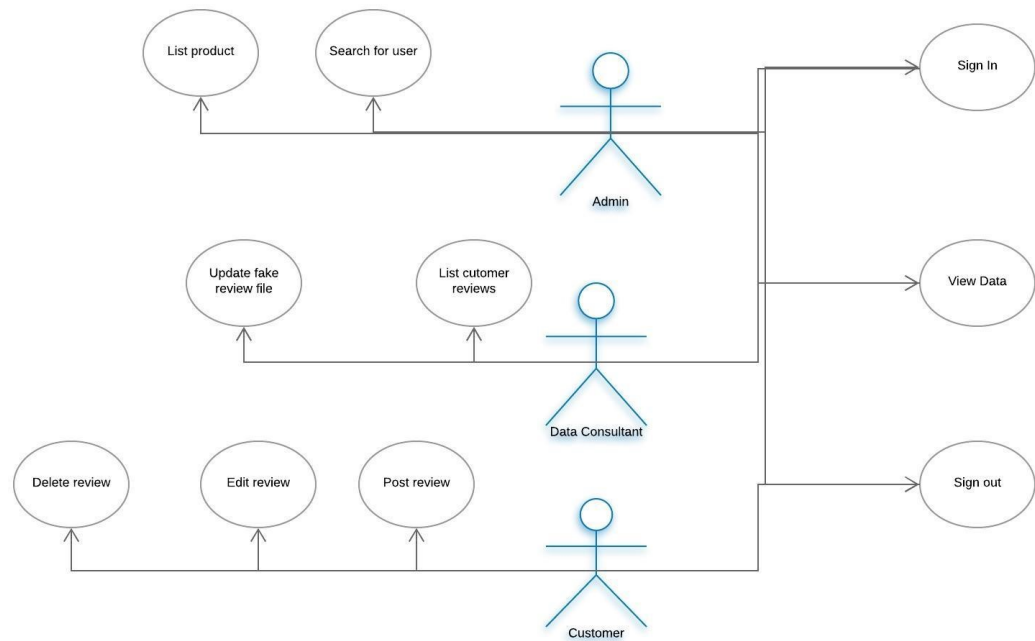 List product
Search for user
Sign In
Admin
Update fake
review file
List cutomer
reviews
View Data
Data Consultant
Delete review
Edit review
Post review
Sign out
Customer